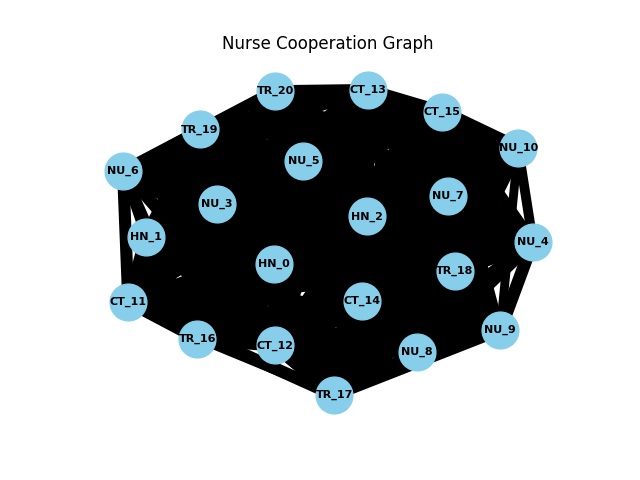 Nurse Cooperation Graph
TR_20
CT_13
CT_15
TR_19
NU_10
NU_5
NU_6
NU_7
NU_3
HN_2
HN_1
NU_4
HN_0
TR_18
CT_11
CT_14
NU_9
TR_16
CT_12
NU_8
TR_17